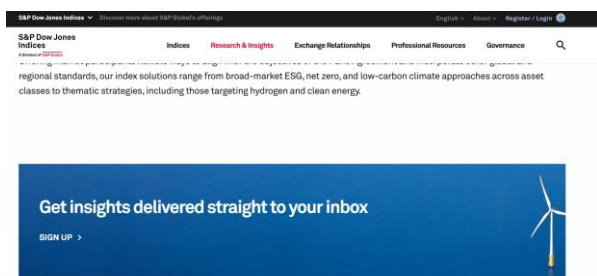 S&P Dow Jones Indices Discover more about S&P Global's offerings English About Register / Login
S&P Dow Jones
Indices
A Division of S&P Global
Indices Research & Insights Exchange Relationships Professional Resources Governance
regional standards, our index solutions range from broad-market ESG, net zero, and low-carbon climate approaches across asset
classes to thematic strategies, including those targeting hydrogen and clean energy.
Get insights delivered straight to your inbox
SIGN UP >